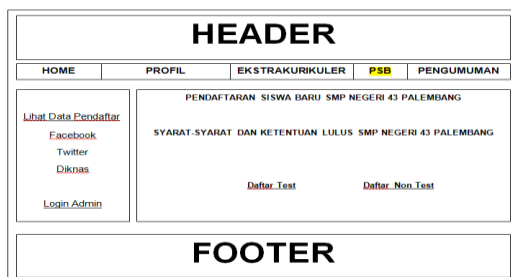 HEADER
HOME PROFIL EKSTRAKURIKULER PSB PENGUMUMAN
Lihat Data Pendaftar
Facebook
Twitter
Diknas
Login Admin
PENDAFTARAN SISWA BARU SMP NEGERI 43 PALEMBANG
SYARAT-SYARAT DAN KETENTUAN LULUS SMP NEGERI 43 PALEMBANG
Daftar Test Daftar Non Test
FOOTER